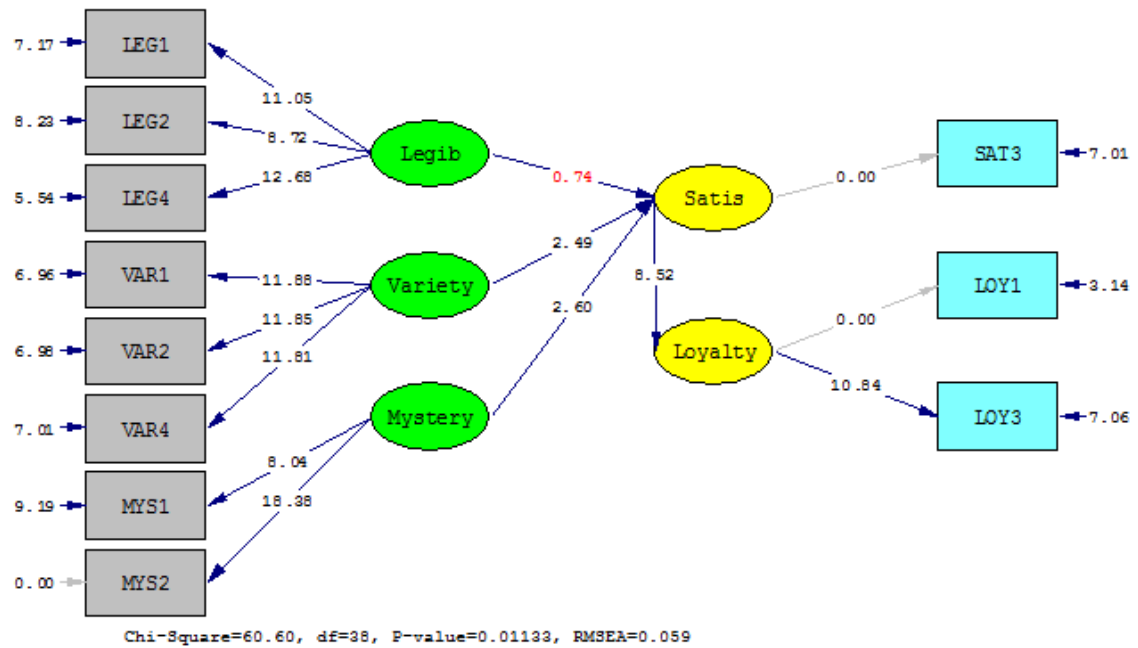 7.17 LEG1
8.23 LEG2
5.54 LEG4
6.96 VAR1
6.98 VAR2
7.01 VAR4
9.19 MYS1
0.00 MYS2
11.05
8.72
12.68
11.88
11.85
11.81
8.04
18.38
Legib
Variety
Mystery
0.74
2.49
2.60
Satis
8.52
Loyalty
0.00
0.00
10.84
SAT3 7.01
LOY1 3.14
LOY3 7.06
Chi-Square=60.60, df=38, P-value=0.01133, RMSEA=0.059